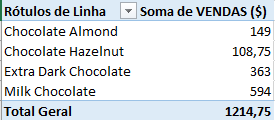 Rótulos de Linha Soma de VENDAS ($)
Chocolate Almond 149
Chocolate Hazelnut 108,75
Extra Dark Chocolate 363
Milk Chocolate 594
Total Geral 1214,75